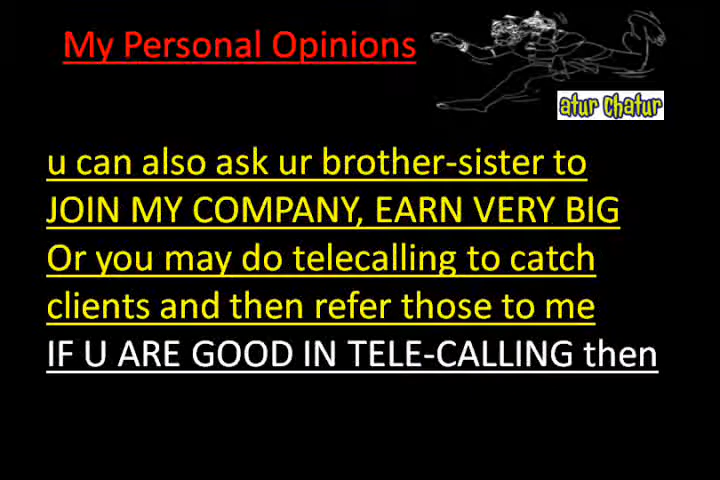 My Personal Opinions
atur chatur
u can also ask ur brother-sister to
JOIN MY COMPANY, EARN VERY BIG
Or you may do telecalling to catch
clients and then refer those to me
IF U ARE GOOD IN TELE-CALLING then